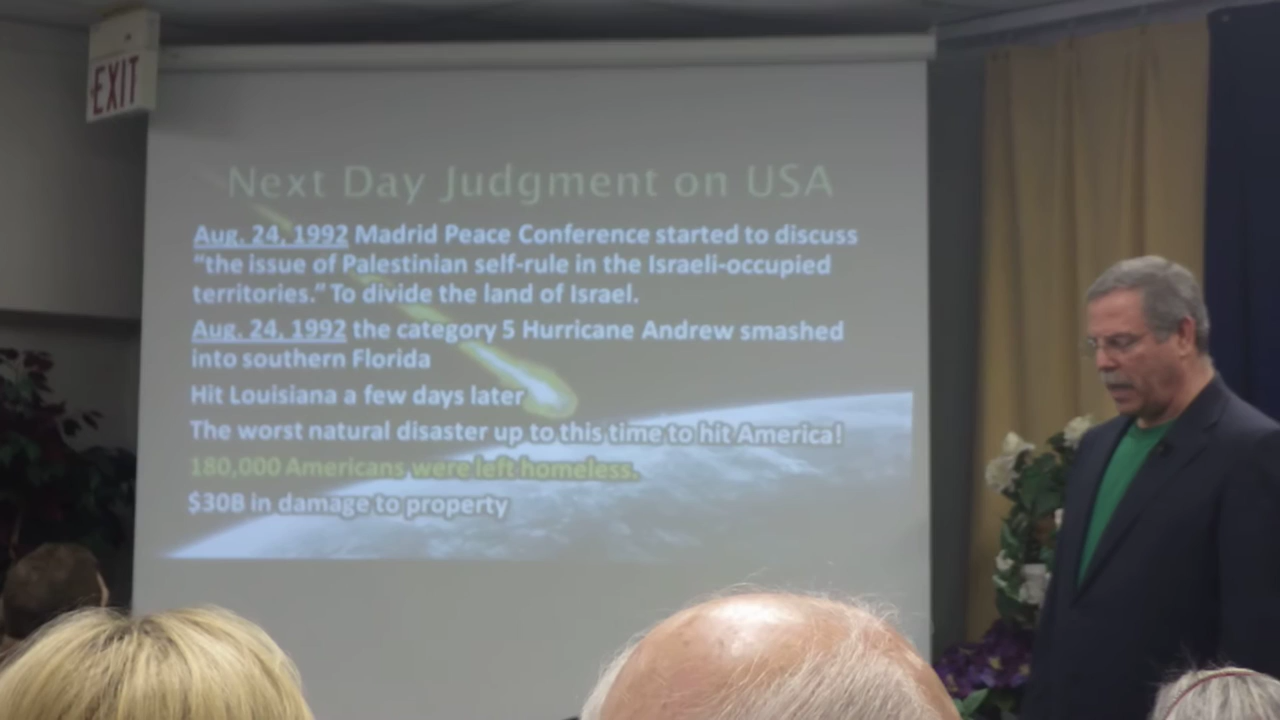 EXIT
Next Day Judgment on USA
Aug. 24, 1992 Madrid Peace Conference started to discuss
"the issue of Palestinian self-rule in the Israeli-occupied
territories." To divide the land of Israel.
Aug. 24, 1992 the category 5 Hurricane Andrew smashed
into southern Florida
Hit Louisiana a few days later
The worst natural disaster up to this time to hit America!
180,000 Americans were left homeless.
$30B in damage to property